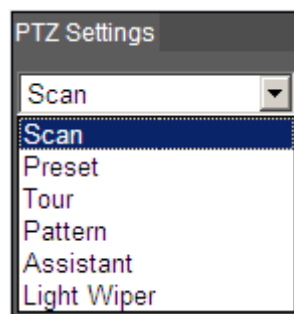 PTZ Settings
Scan
Scan
Preset
Tour
Pattern
Assistant
Light Wiper